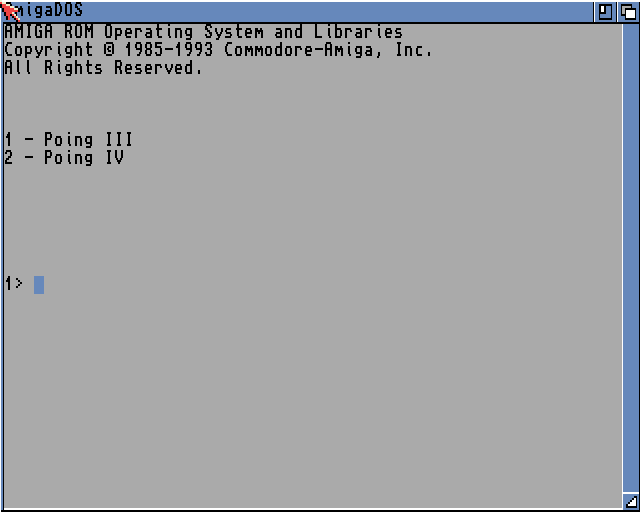 AmigaDOS
AMIGA ROM Operating System and Libraries
Copyright © 1985-1993 Commodore-Amiga, Inc.
All Rights Reserved.
1 - Poing III
2 - Poing IV
1>